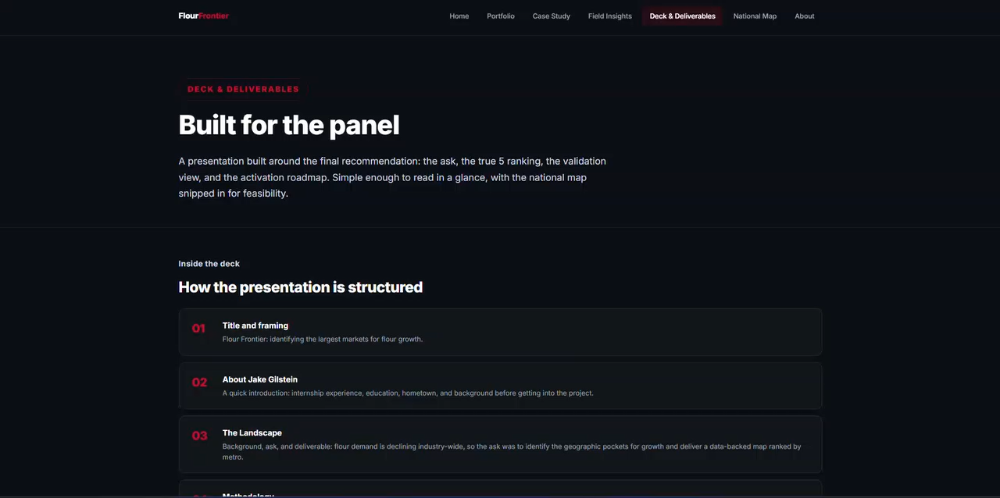 FlourFrontier
Home Portfolio Case Study Field Insights Deck & Deliverables National Map About
DECK & DELIVERABLES
Built for the panel
A presentation built around the final recommendation: the ask, the true 5 ranking, the validation
view, and the activation roadmap. Simple enough to read in a glance, with the national map
snipped in for feasibility.
Inside the deck
How the presentation is structured
01
Title and framing
Flour Frontier: identifying the largest markets for flour growth.
02
About Jake Gilstein
A quick introduction: internship experience, education, hometown, and background before getting into the project.
03
The Landscape
Background, ask, and deliverable: flour demand is declining industry-wide, so the ask was to identify the geographic pockets for growth and deliver a data-backed map ranked by
metro.
Methodology